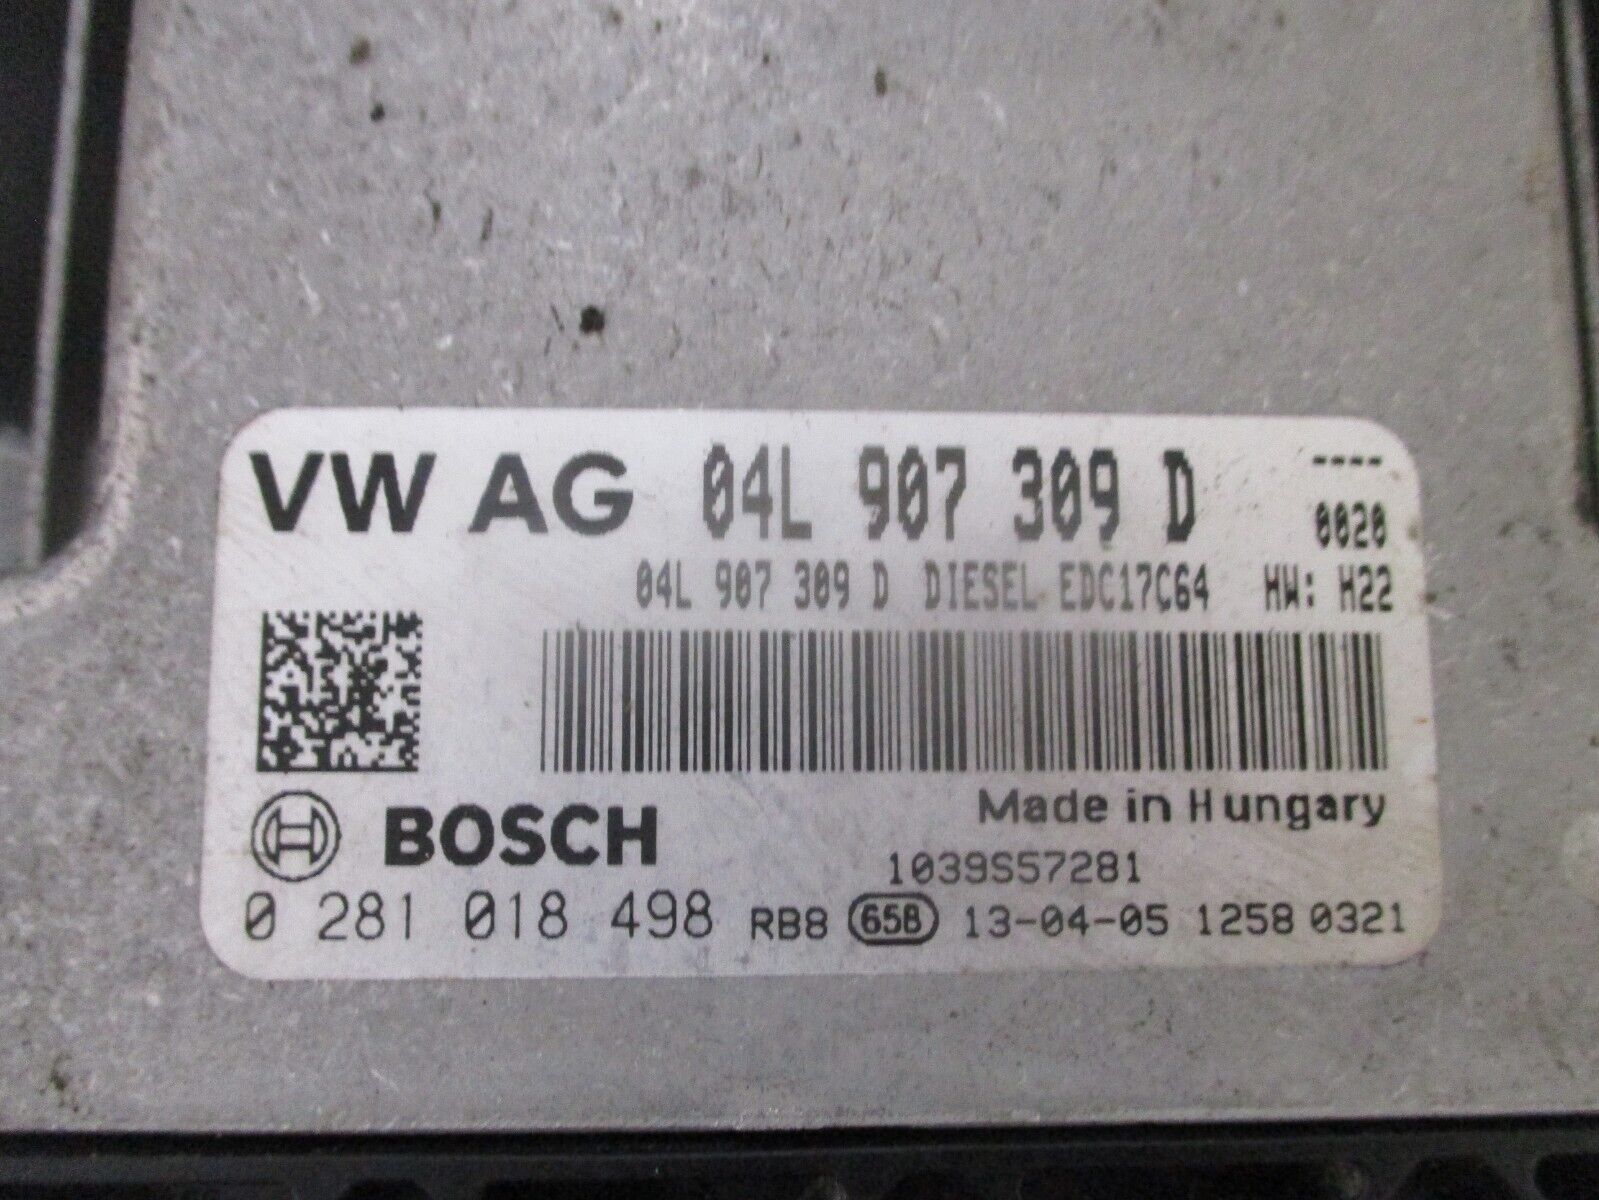 VW AG 04L 907 309 D ----
0020
04L 907 309 D DIESEL EDC17C64 HW: H22
Made in Hungary
BOSCH
1039S57281
0 281 018 498 RB8 65B 13-04-05 1258 0321